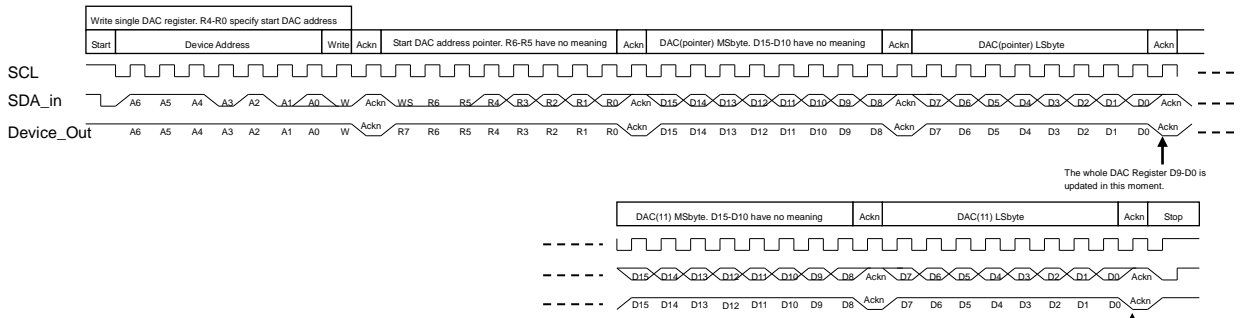 Write single DAC register. R4-R0 specify start DAC address
Start Device Address Write Ackn Start DAC address pointer. R6-R5 have no meaning Ackn DAC(pointer) MSbyte. D15-D10 have no meaning Ackn DAC(pointer) LSbyte Ackn
SCL
SDA_in A6 A5 A4 A3 A2 A1 A0 W Ackn WS R6 R5 R4 R3 R2 R1 R0 Ackn D15 D14 D13 D12 D11 D10 D9 D8 Ackn D7 D6 D5 D4 D3 D2 D1 D0 Ackn
Device_Out A6 A5 A4 A3 A2 A1 A0 W Ackn R7 R6 R5 R4 R3 R2 R1 R0 Ackn D15 D14 D13 D12 D11 D10 D9 D8 Ackn D7 D6 D5 D4 D3 D2 D1 D0 Ackn
The whole DAC Register D9-D0 is
updated in this moment.
DAC(11) MSbyte. D15-D10 have no meaning Ackn DAC(11) LSbyte Ackn Stop
D15 D14 D13 D12 D11 D10 D9 D8 Ackn D7 D6 D5 D4 D3 D2 D1 D0 Ackn
D15 D14 D13 D12 D11 D10 D9 D8 Ackn D7 D6 D5 D4 D3 D2 D1 D0 Ackn